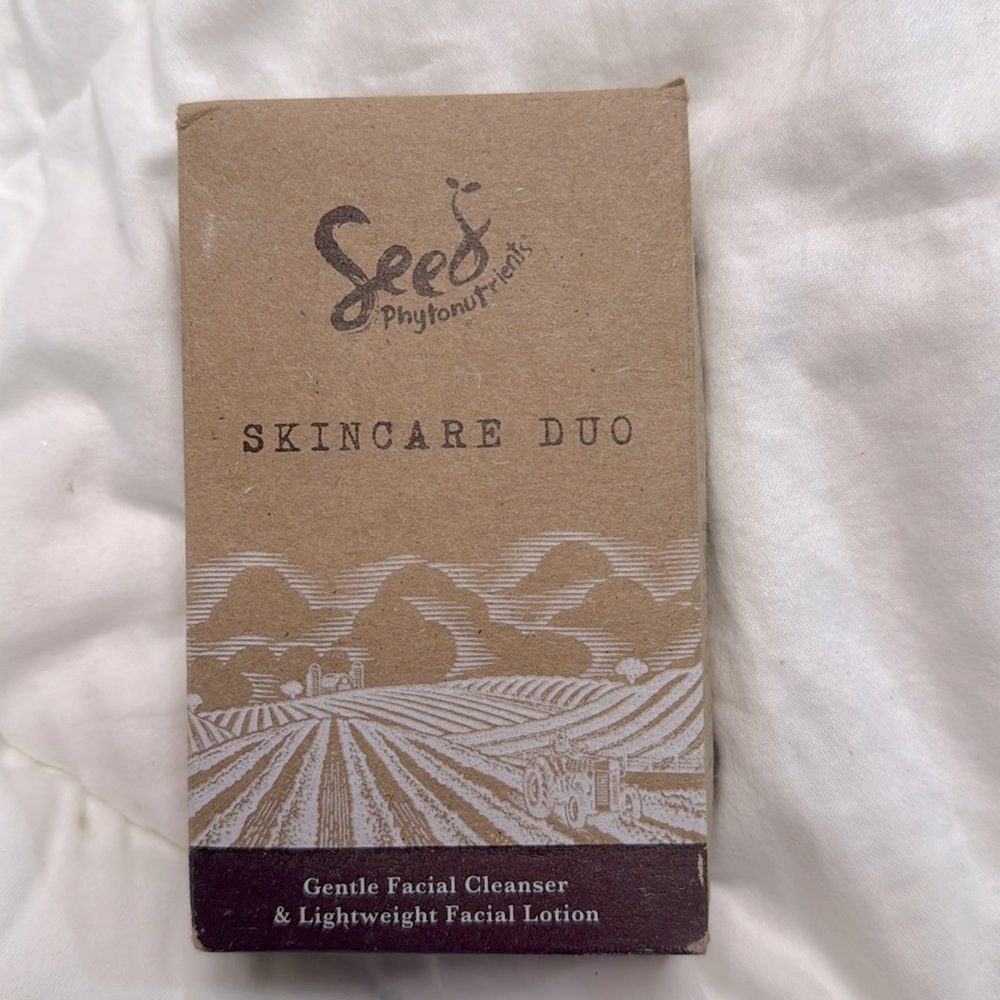 Seed
Phytonutrients
SKINCARE DUO
Gentle Facial Cleanser
& Lightweight Facial Lotion